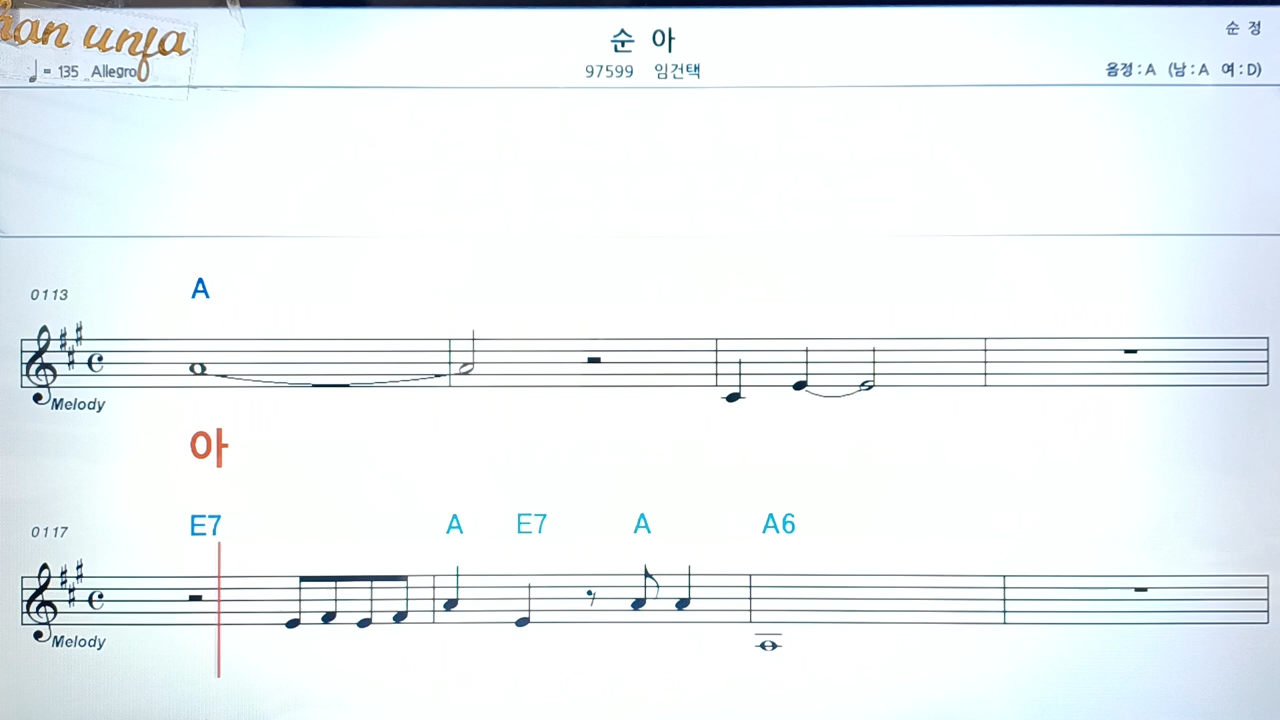 han unfa
순 아
순 정
♩= 135 Allegro
97599 임건택
음정 : A (남 : A 여 : D)
A
0113
Melody
아
E7 A E7 A A6
0117
Melody